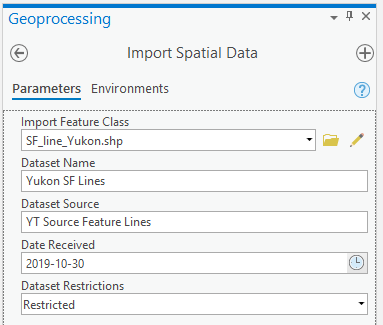 Geoprocessing
Import Spatial Data
Parameters Environments
Import Feature Class
SF_line_Yukon.shp
Dataset Name
Yukon SF Lines
Dataset Source
YT Source Feature Lines
Date Received
2019-10-30
Dataset Restrictions
Restricted